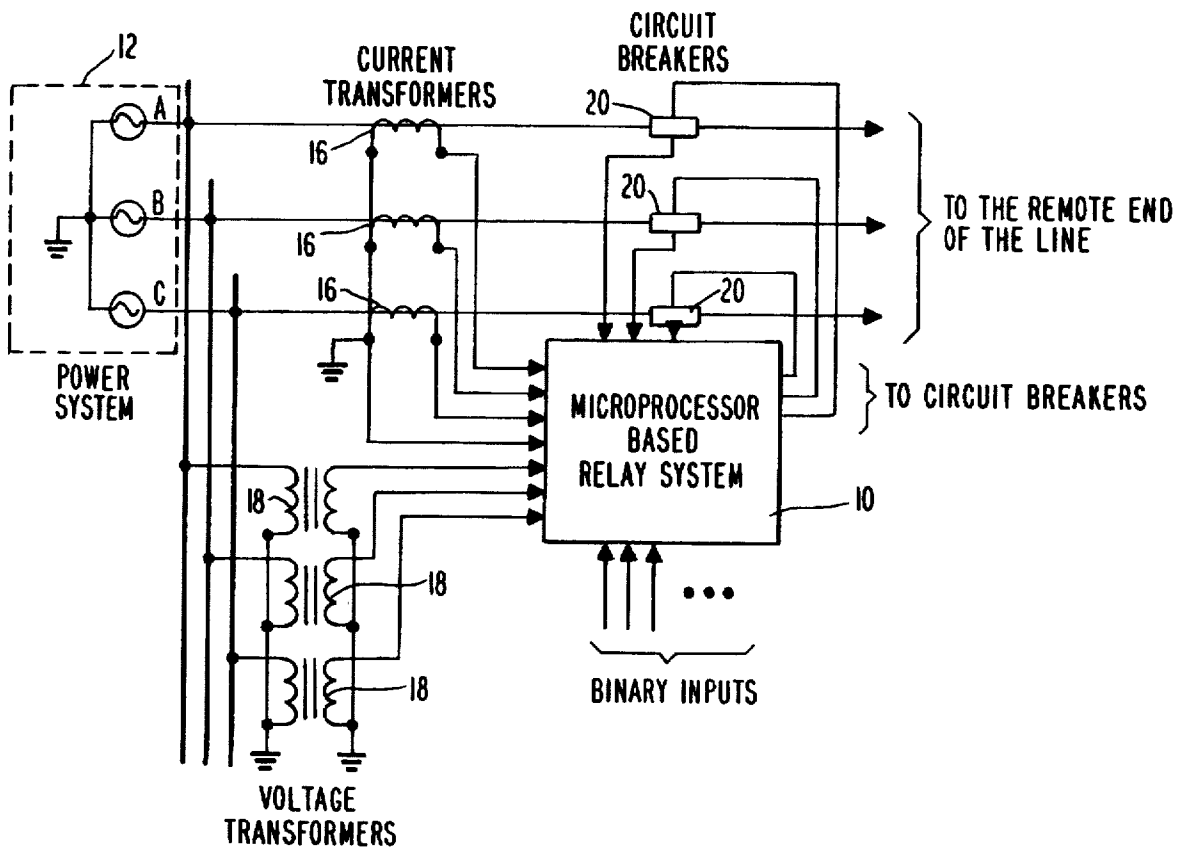 12
CURRENT
TRANSFORMERS
CIRCUIT
BREAKERS
A
16
20
B
16
20
TO THE REMOTE END
OF THE LINE
C
16
20
POWER
SYSTEM
MICROPROCESSOR
BASED
RELAY SYSTEM
TO CIRCUIT BREAKERS
10
18
18
18
BINARY INPUTS
VOLTAGE
TRANSFORMERS